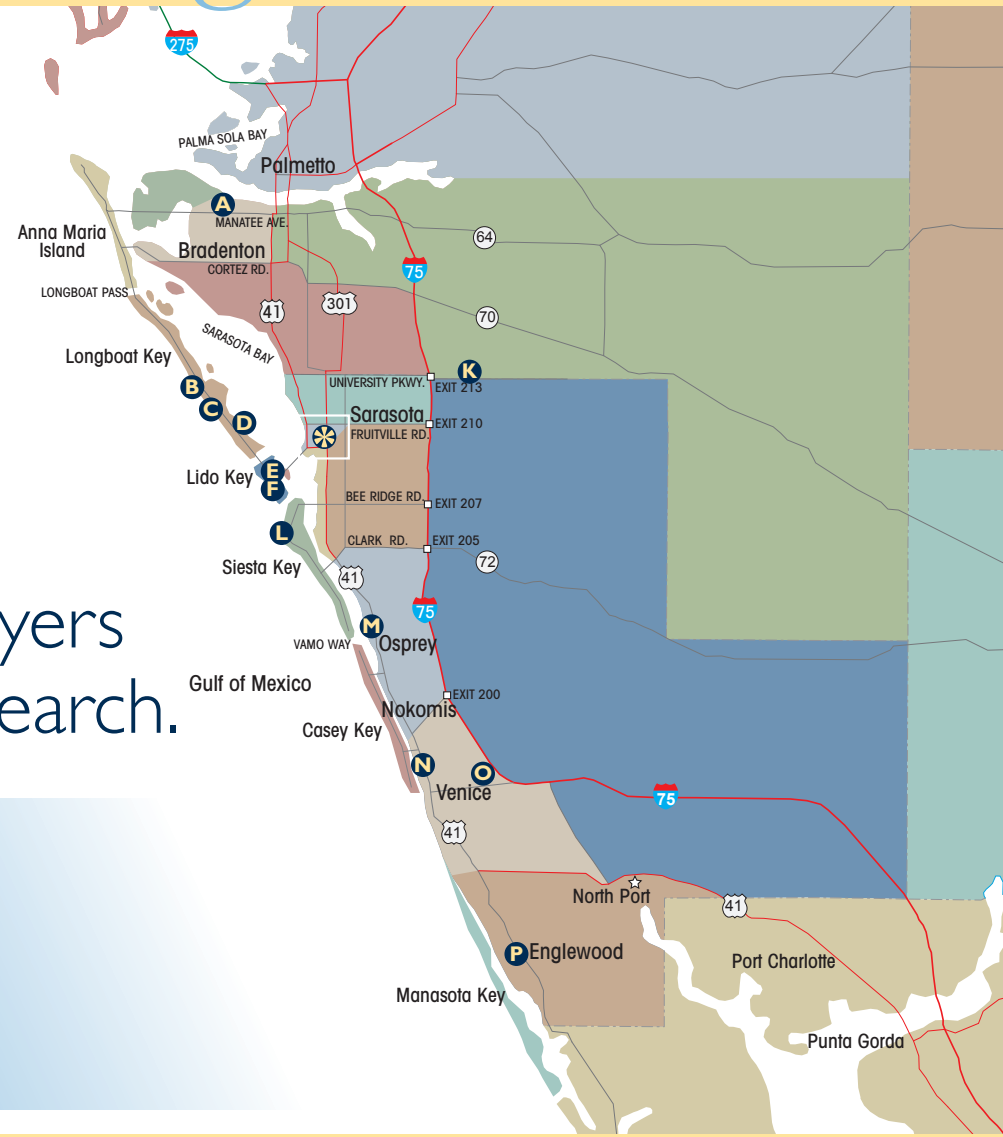 275
PALMA SOLA BAY
Palmetto
A
MANATEE AVE.
Anna Maria
Island
64
Bradenton
CORTEZ RD.
75
LONGBOAT PASS
41
301
70
SARASOTA BAY
Longboat Key
B
K
UNIVERSITY PKWY.
EXIT 213
C
D
Sarasota
EXIT 210
FRUITVILLE RD.
Lido Key
E
F
BEE RIDGE RD.
EXIT 207
L
CLARK RD.
EXIT 205
72
Siesta Key
41
75
yers
M
VAMO WAY
Osprey
Gulf of Mexico
earch.
EXIT 200
Nokomis
Casey Key
N
O
Venice
75
41
North Port
41
P
Englewood
Port Charlotte
Manasota Key
Punta Gorda